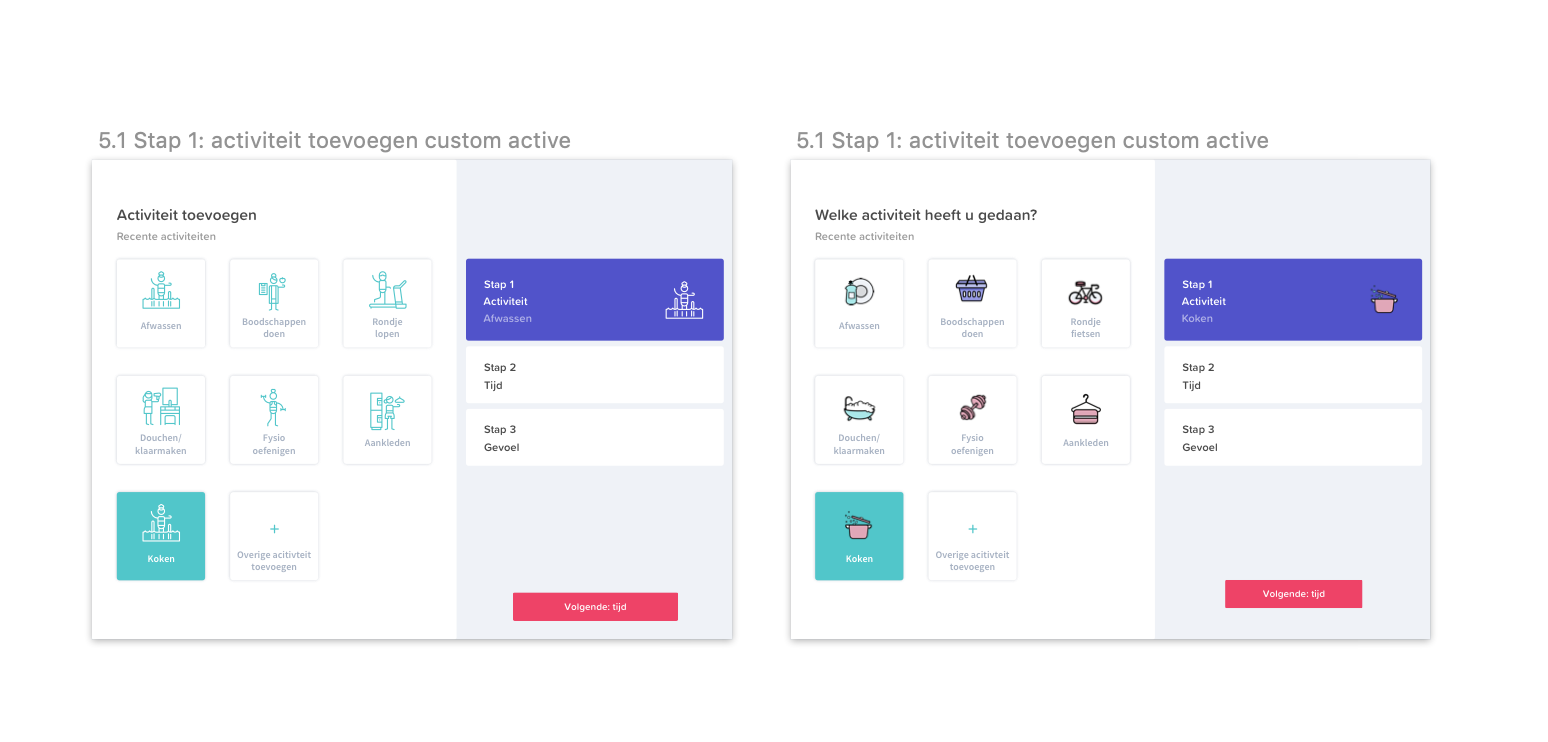 5.1 Stap 1: activiteit toevoegen custom active
Activiteit toevoegen
Recente activiteiten
Afwassen
Boodschappen
doen
Rondje
lopen
Douchen/
klaarmaken
Fysio
oefenigen
Aankleden
Koken
+
Overige acitivteit
toevoegen
Stap 1
Activiteit
Afwassen
Stap 2
Tijd
Stap 3
Gevoel
Volgende: tijd
5.1 Stap 1: activiteit toevoegen custom active
Welke activiteit heeft u gedaan?
Recente activiteiten
Afwassen
Boodschappen
doen
Rondje
fietsen
Douchen/
klaarmaken
Fysio
oefenigen
Aankleden
Koken
+
Overige acitivteit
toevoegen
Stap 1
Activiteit
Koken
Stap 2
Tijd
Stap 3
Gevoel
Volgende: tijd